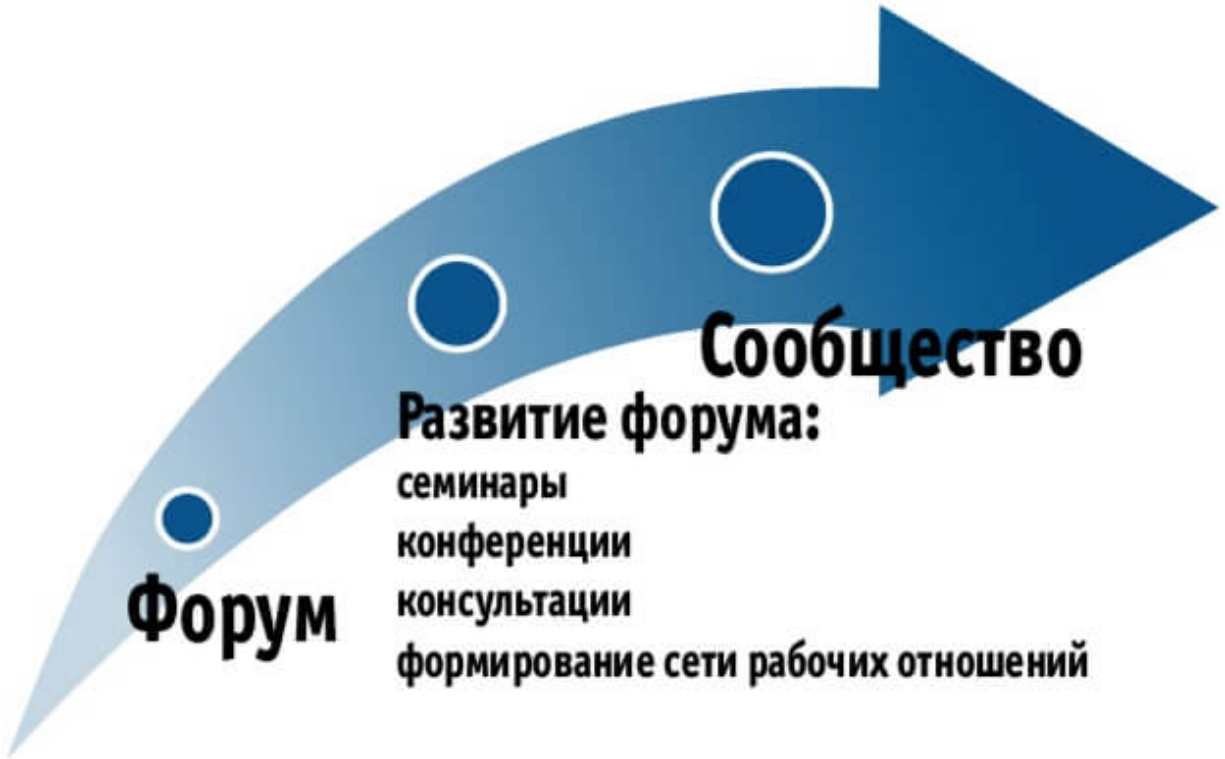 Сообщество
Развитие форума:
семинары
конференции
консультации
формирование сети рабочих отношений
Форум